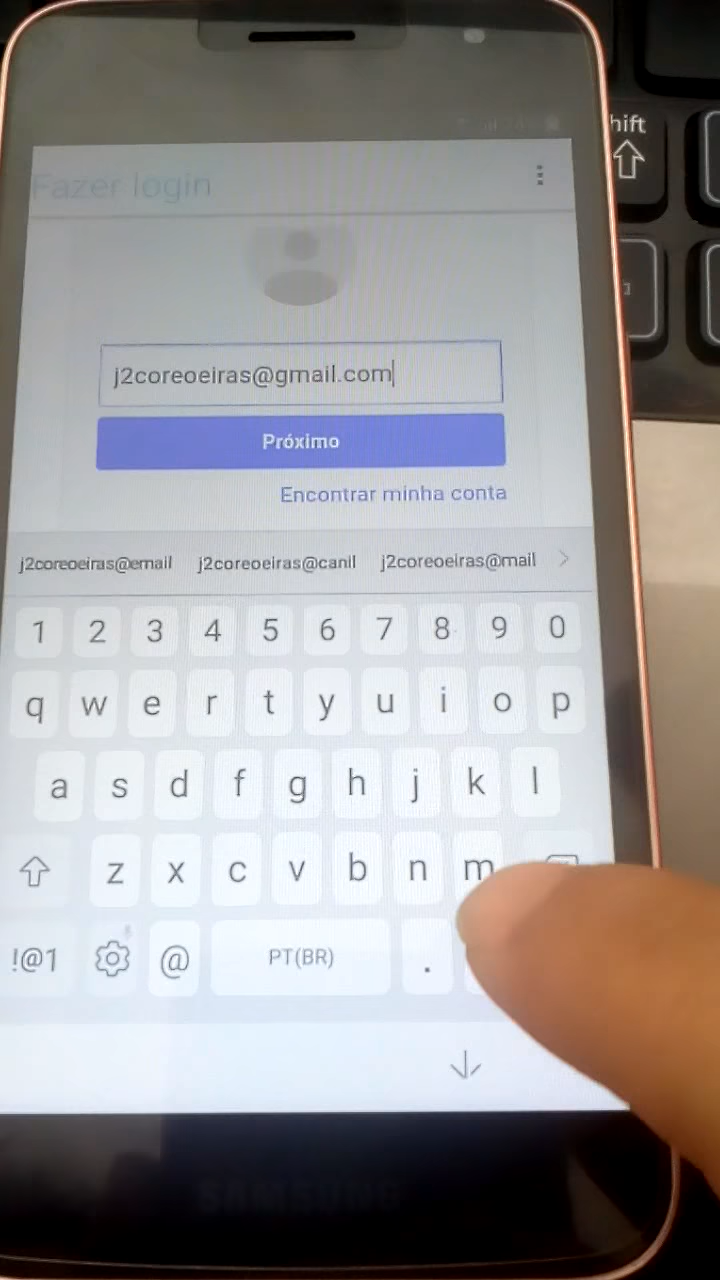 hift
Fazer login
j2coreoeiras@gmail.com
Próximo
Encontrar minha conta
j2coreoeiras@email j2coreoeiras@canil j2coreoeiras@mail
1 2 3 4 5 6 7 8 9 0
q w e r t y u i o p
a s d f g h j k l
z x c v b n m
!@1 @ PT(BR) .
SAMSUNG